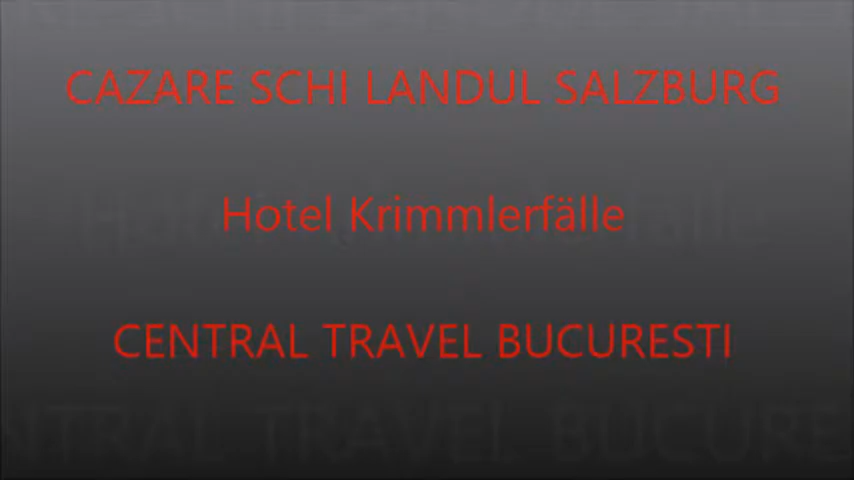 CAZARE SCHI LANDUL SALZBURG
Hotel Krimmlerfälle
CENTRAL TRAVEL BUCURESTI